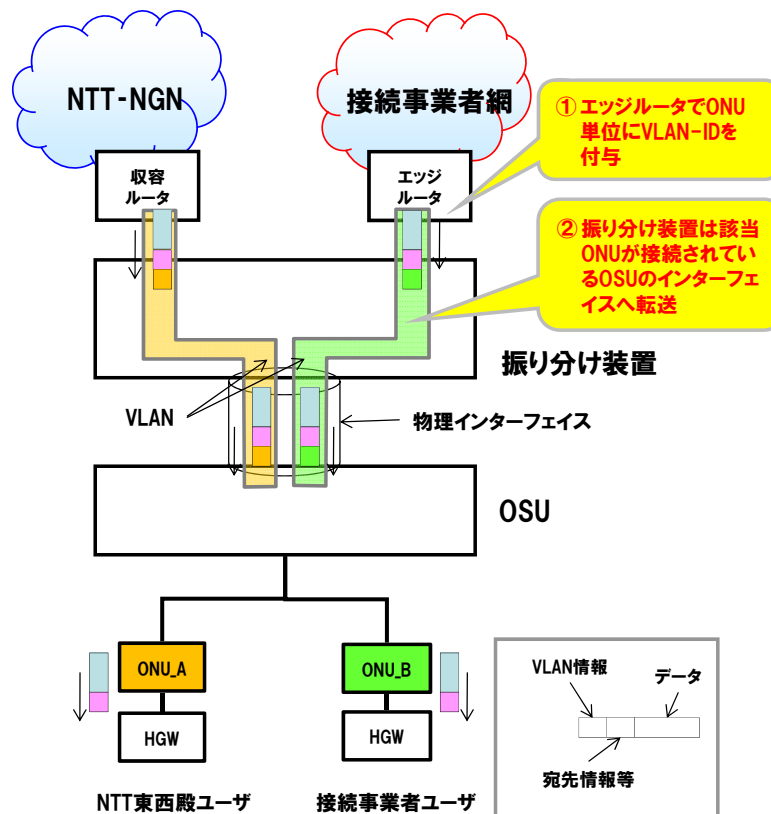 NTT-NGN
接続事業者網
① エッジルータでONU
単位にVLAN-IDを
付与
収容
ルータ
エッジ
ルータ
② 振り分け装置は該当
ONUが接続されてい
るOSUのインターフェ
イスへ転送
振り分け装置
VLAN
物理インターフェイス
OSU
ONU_A
ONU_B
HGW
HGW
NTT東西殿ユーザ
接続事業者ユーザ
VLAN情報
データ
宛先情報等